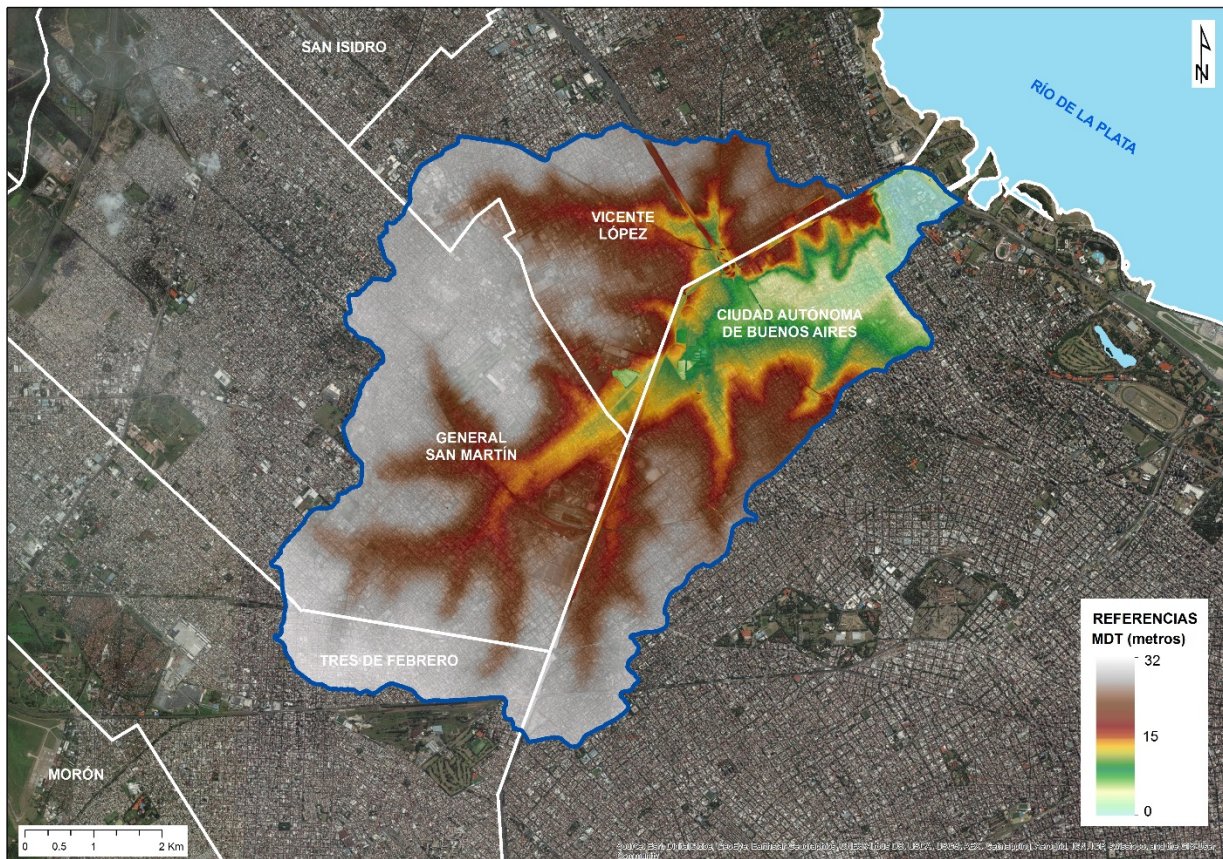 SAN ISIDRO
RÍO DE LA PLATA
VICENTE
LÓPEZ
CIUDAD AUTÓNOMA
DE BUENOS AIRES
GENERAL
SAN MARTÍN
TRES DE FEBRERO
MORÓN
REFERENCIAS
MDT (metros)
32
15
0
0 0.5 1 2 Km
N